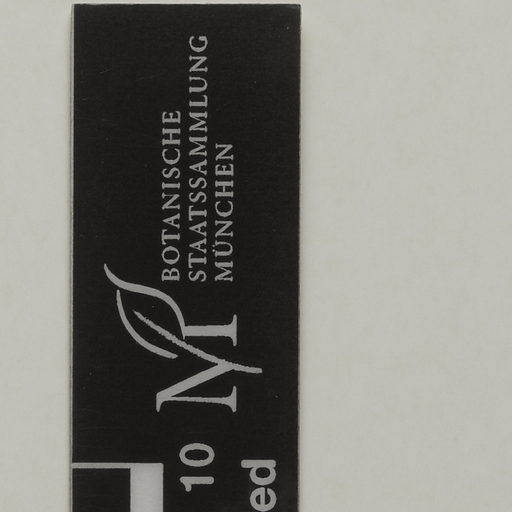 BOTANISCHE
STAATSSAMMLUNG
MÜNCHEN
M
10
ed